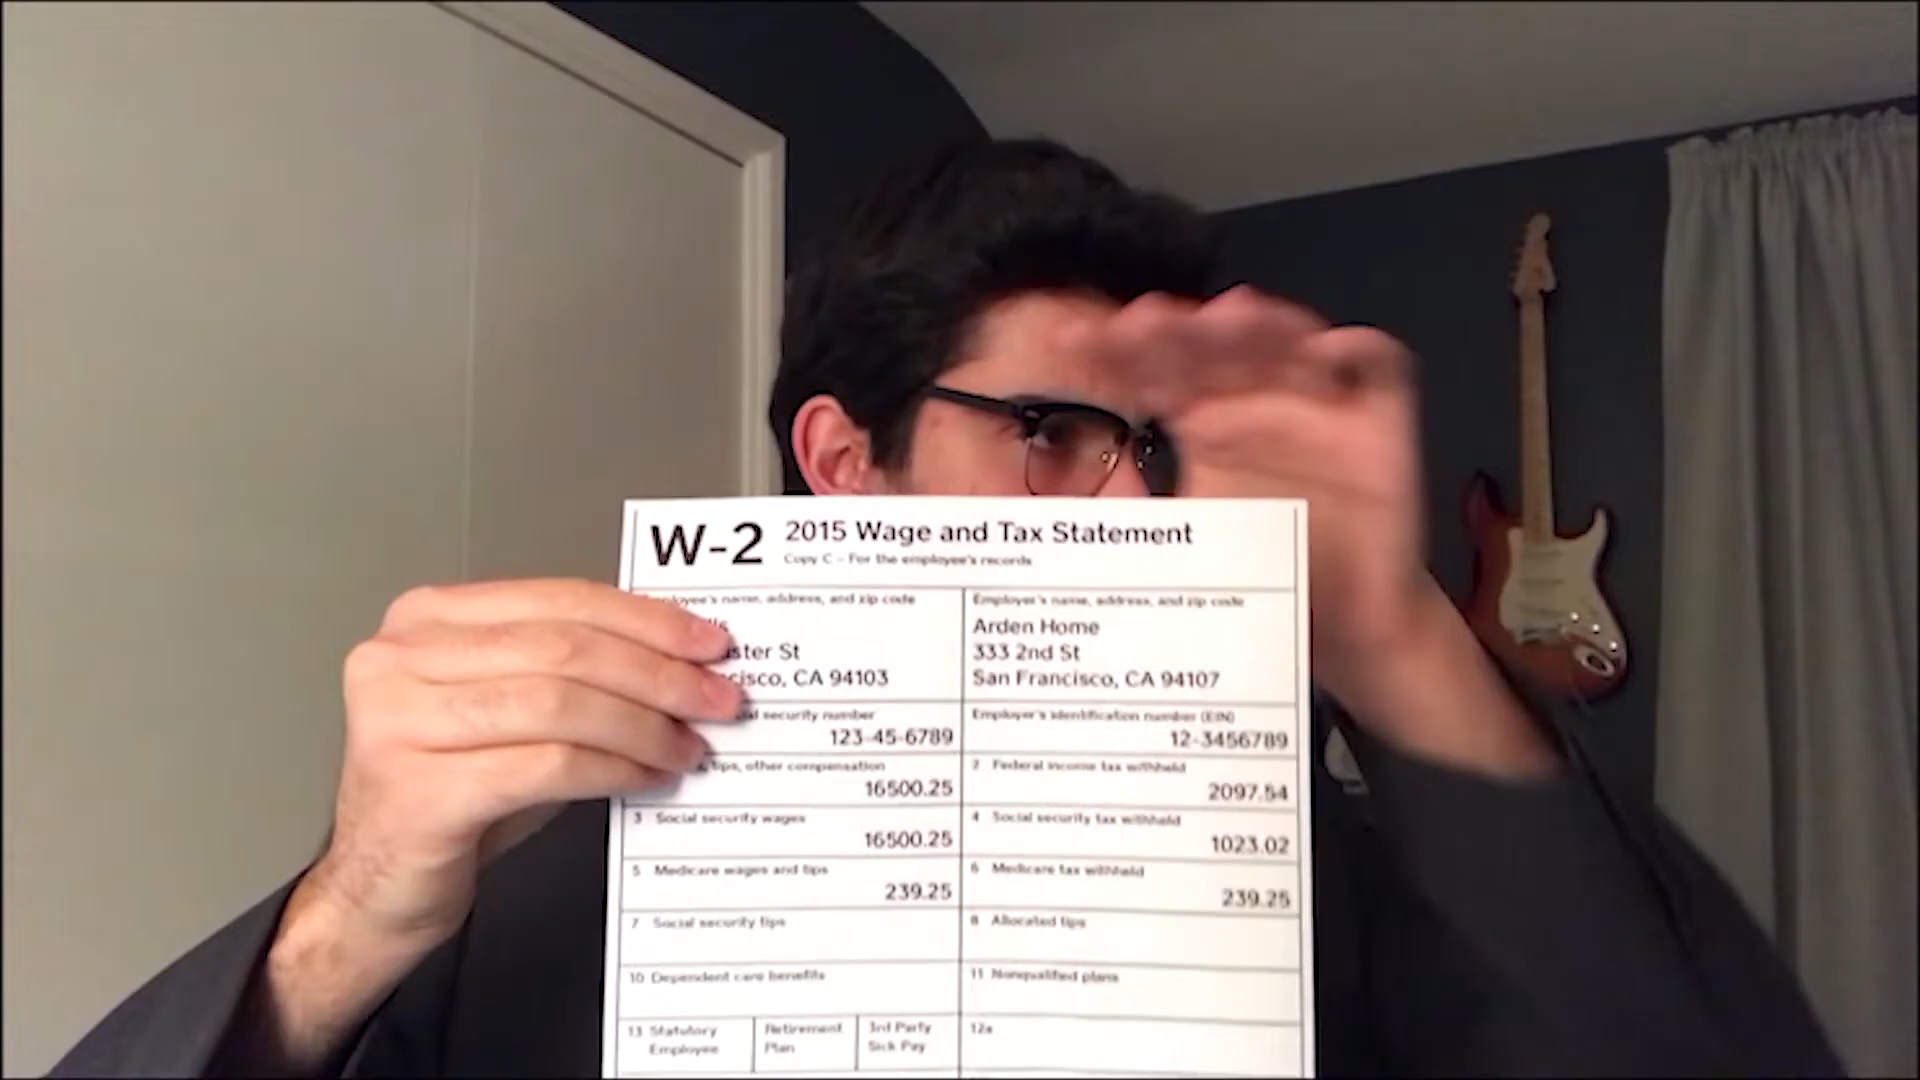 W-2 2015 Wage and Tax Statement
Copy C - For the employee's records
employee's name, address, and zip code
Employer's name, address, and zip code
Arden Home
ster St
333 2nd St
cisco, CA 94103
San Francisco, CA 94107
security number
Employer's identification number (EIN)
123-45-6789
12-3456789
tips, other compensation
2 Federal income tax withheld
16500.25
2097.54
3 Social security wages
4 Social security tax withheld
16500.25
1023.02
5 Medicare wages and tips
6 Medicare tax withheld
239.25
239.25
7 Social security tips
8 Allocated tips
10 Dependent care benefits
11 Nonqualified plans
13 Statutory Employee
Retirement Plan
3rd Party Sick Pay
12a